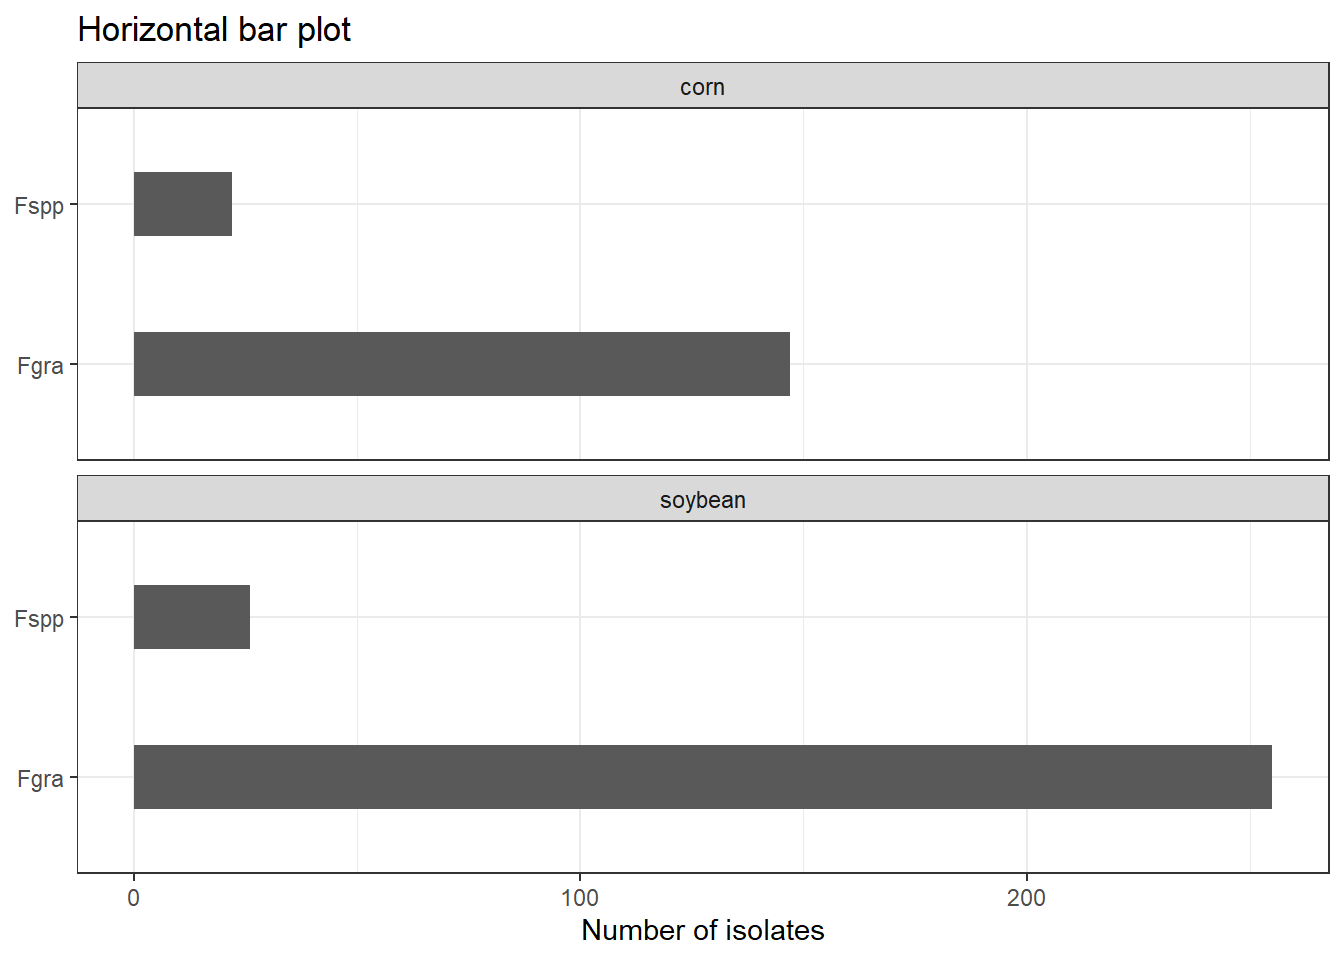 Horizontal bar plot
corn
Fspp
Fgra
soybean
Fspp
Fgra
0 100 200
Number of isolates